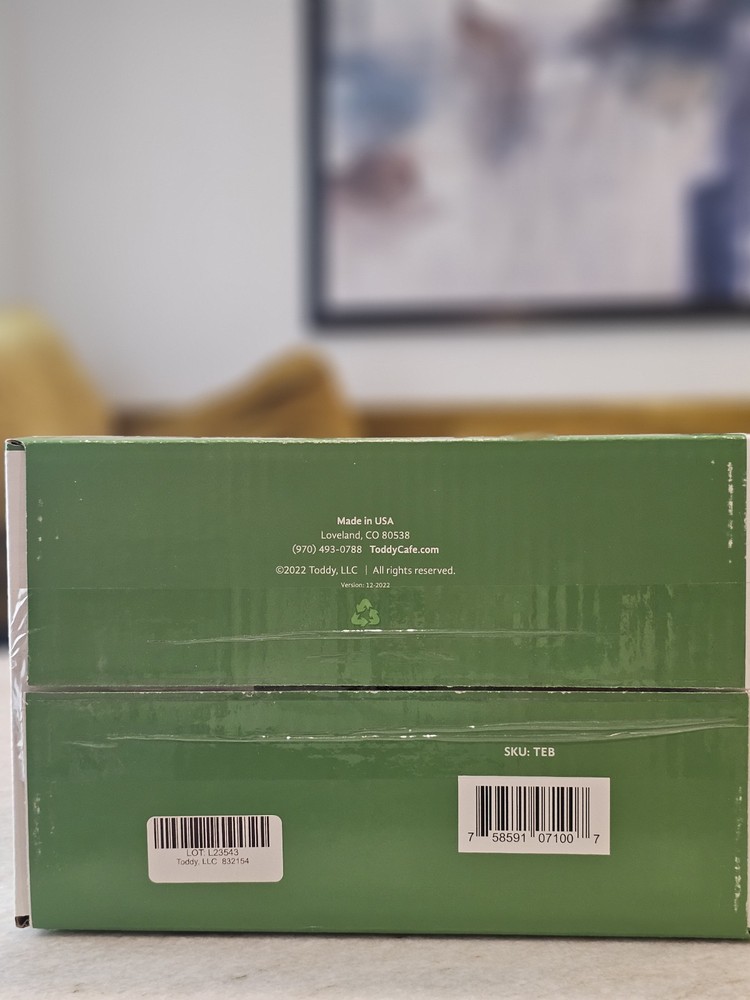 Made in USA
Loveland, CO 80538
(970) 493-0788 ToddyCafe.com
©2022 Toddy, LLC | All rights reserved.
Version: 12-2022
SKU: TEB
7 58591 07100 7
LOT: L23543
Toddy, LLC 832154